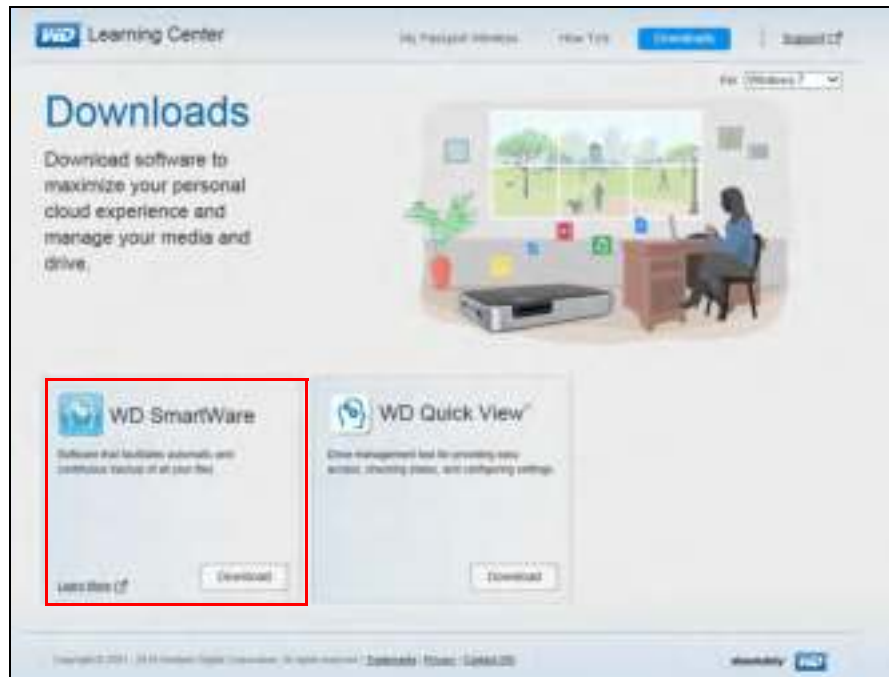 WD Learning Center
My Passport Wireless How To's Downloads Support
For: Windows 7
Downloads
Download software to
maximize your personal
cloud experience and
manage your media and
drive.
WD SmartWare
Software that facilitates automatic and
continuous backup of all your files.
Learn More Download
WD Quick View
Drive management tool for providing easy
access, checking status, and configuring settings.
Download
Trademarks Privacy Contact WD
absolutely WD